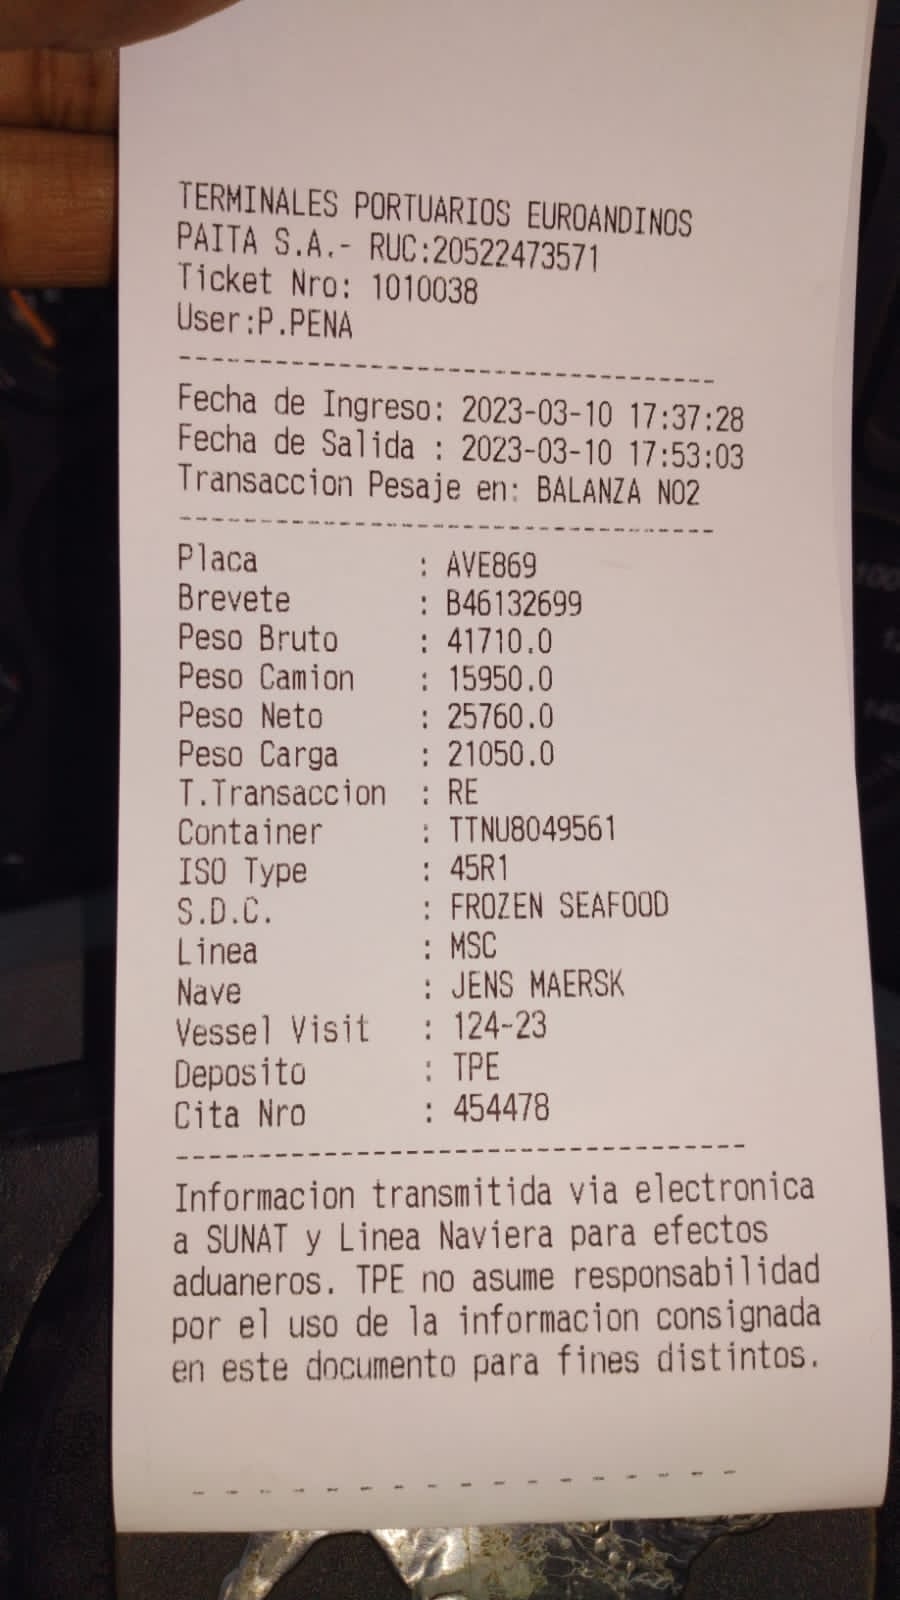 TERMINALES PORTUARIOS EUROANDINOS
PAITA S.A.- RUC:20522473571
Ticket Nro: 1010038
User:P.PENA
----------------------------------
Fecha de Ingreso: 2023-03-10 17:37:28
Fecha de Salida : 2023-03-10 17:53:03
Transaccion Pesaje en: BALANZA NO2
----------------------------------
Placa : AVE869
Brevete : B46132699
Peso Bruto : 41710.0
Peso Camion : 15950.0
Peso Neto : 25760.0
Peso Carga : 21050.0
T.Transaccion : RE
Container : TTNU8049561
ISO Type : 45R1
S.D.C. : FROZEN SEAFOOD
Linea : MSC
Nave : JENS MAERSK
Vessel Visit : 124-23
Deposito : TPE
Cita Nro : 454478
----------------------------------
Informacion transmitida via electronica
a SUNAT y Linea Naviera para efectos
aduaneros. TPE no asume responsabilidad
por el uso de la informacion consignada
en este documento para fines distintos.
- - - - - - - - - - - - - - - - -